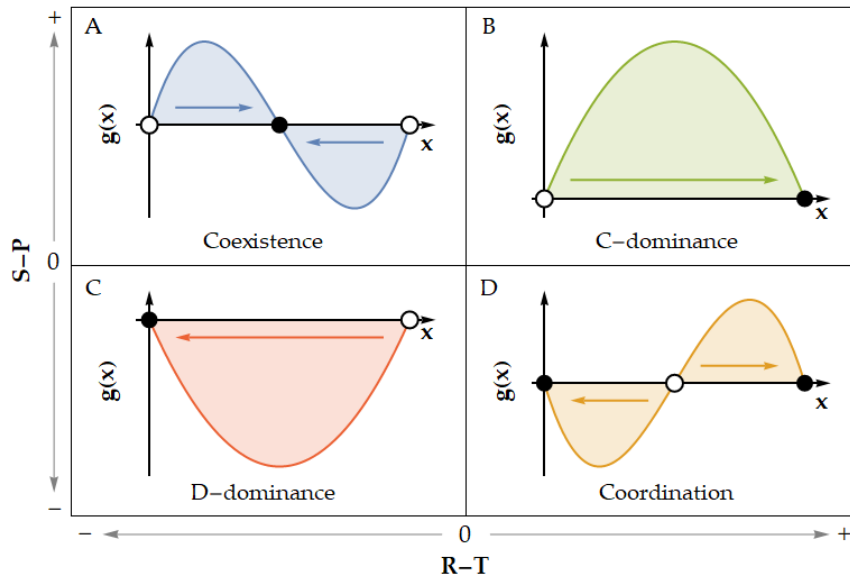 +
A
g(x)
x
Coexistence
B
g(x)
x
C−dominance
S−P
0
C
g(x)
x
D−dominance
D
g(x)
x
Coordination
−
−
0
+
R−T